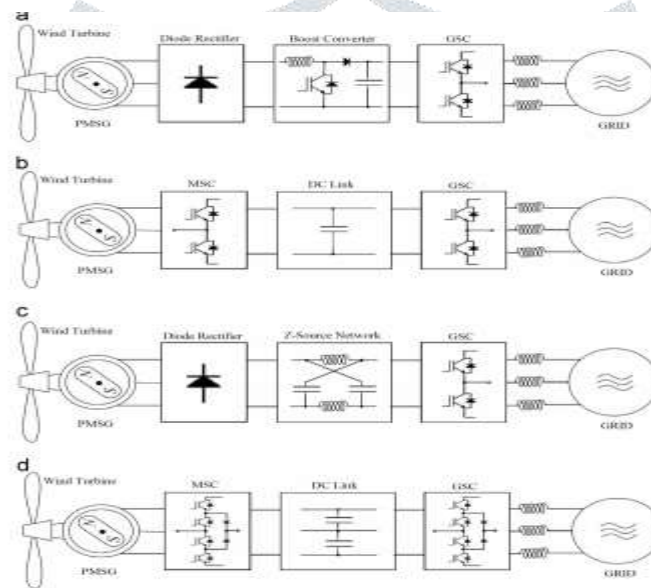 a
Wind Turbine Diode Rectifier Boost Converter GSC
PMSG GRID
b
Wind Turbine MSC DC Link GSC
PMSG GRID
c
Wind Turbine Diode Rectifier Z-Source Network GSC
PMSG GRID
d
Wind Turbine MSC DC Link GSC
PMSG GRID